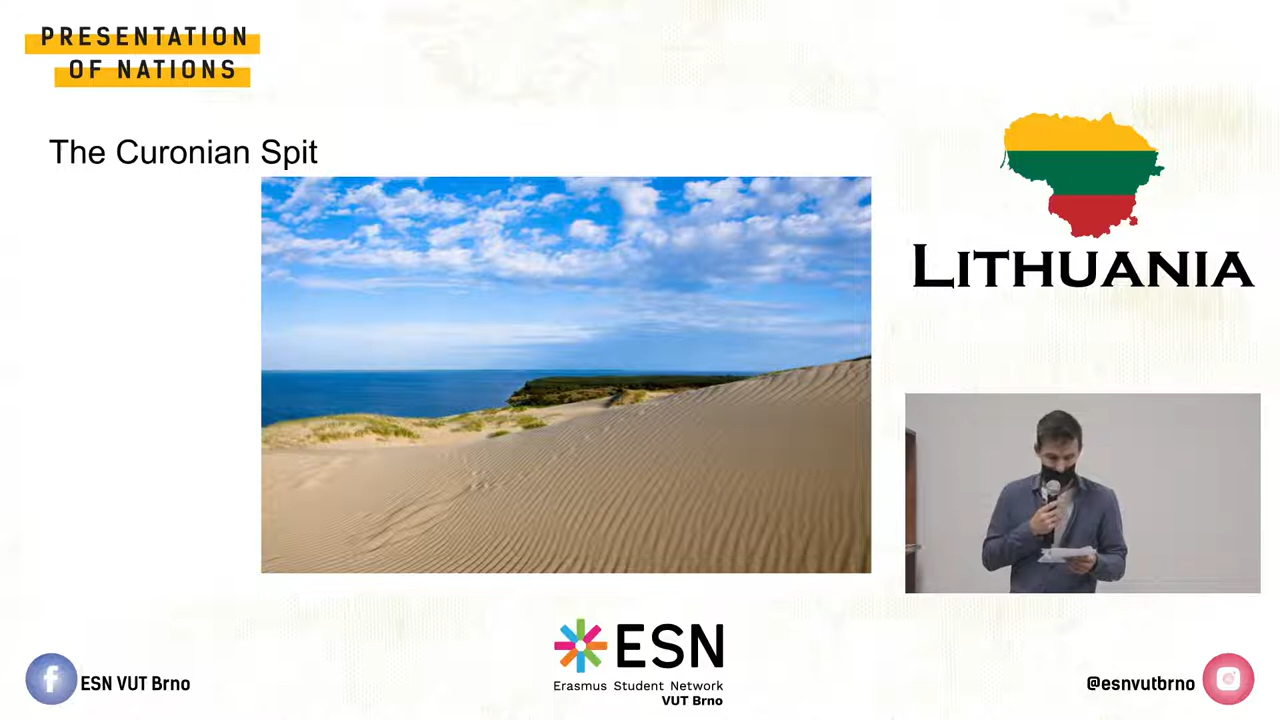 PRESENTATION
OF NATIONS
The Curonian Spit
LITHUANIA
ESN
Erasmus Student Network
VUT Brno
f
ESN VUT Brno
@esnvutbrno